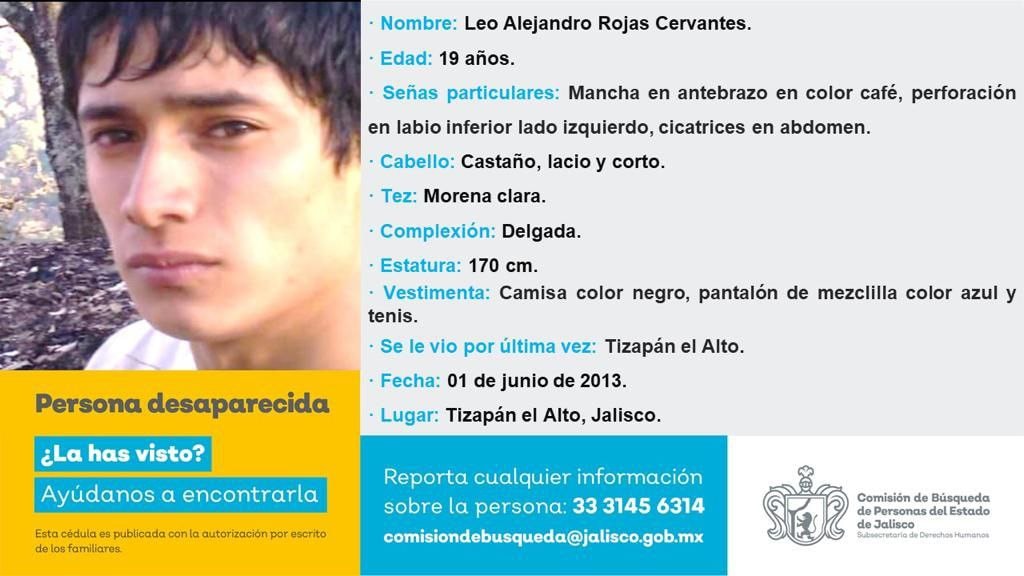 · Nombre: Leo Alejandro Rojas Cervantes.
· Edad: 19 años.
· Señas particulares: Mancha en antebrazo en color café, perforación
en labio inferior lado izquierdo, cicatrices en abdomen.
· Cabello: Castaño, lacio y corto.
· Tez: Morena clara.
· Complexión: Delgada.
· Estatura: 170 cm.
· Vestimenta: Camisa color negro, pantalón de mezclilla color azul y
tenis.
· Se le vio por última vez: Tizapán el Alto.
· Fecha: 01 de junio de 2013.
· Lugar: Tizapán el Alto, Jalisco.
Persona desaparecida
¿La has visto?
Ayúdanos a encontrarla
Esta cédula es publicada con la autorización por escrito
de los familiares.
Reporta cualquier información
sobre la persona: 33 3145 6314
comisiondebusqueda@jalisco.gob.mx
Comisión de Búsqueda
de Personas del Estado
de Jalisco
Subsecretaría de Derechos Humanos